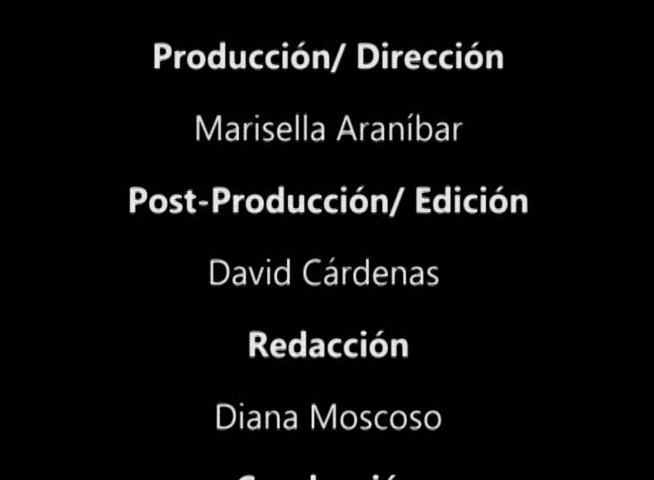 Producción/ Dirección
Marisella Araníbar
Post-Producción/ Edición
David Cárdenas
Redacción
Diana Moscoso